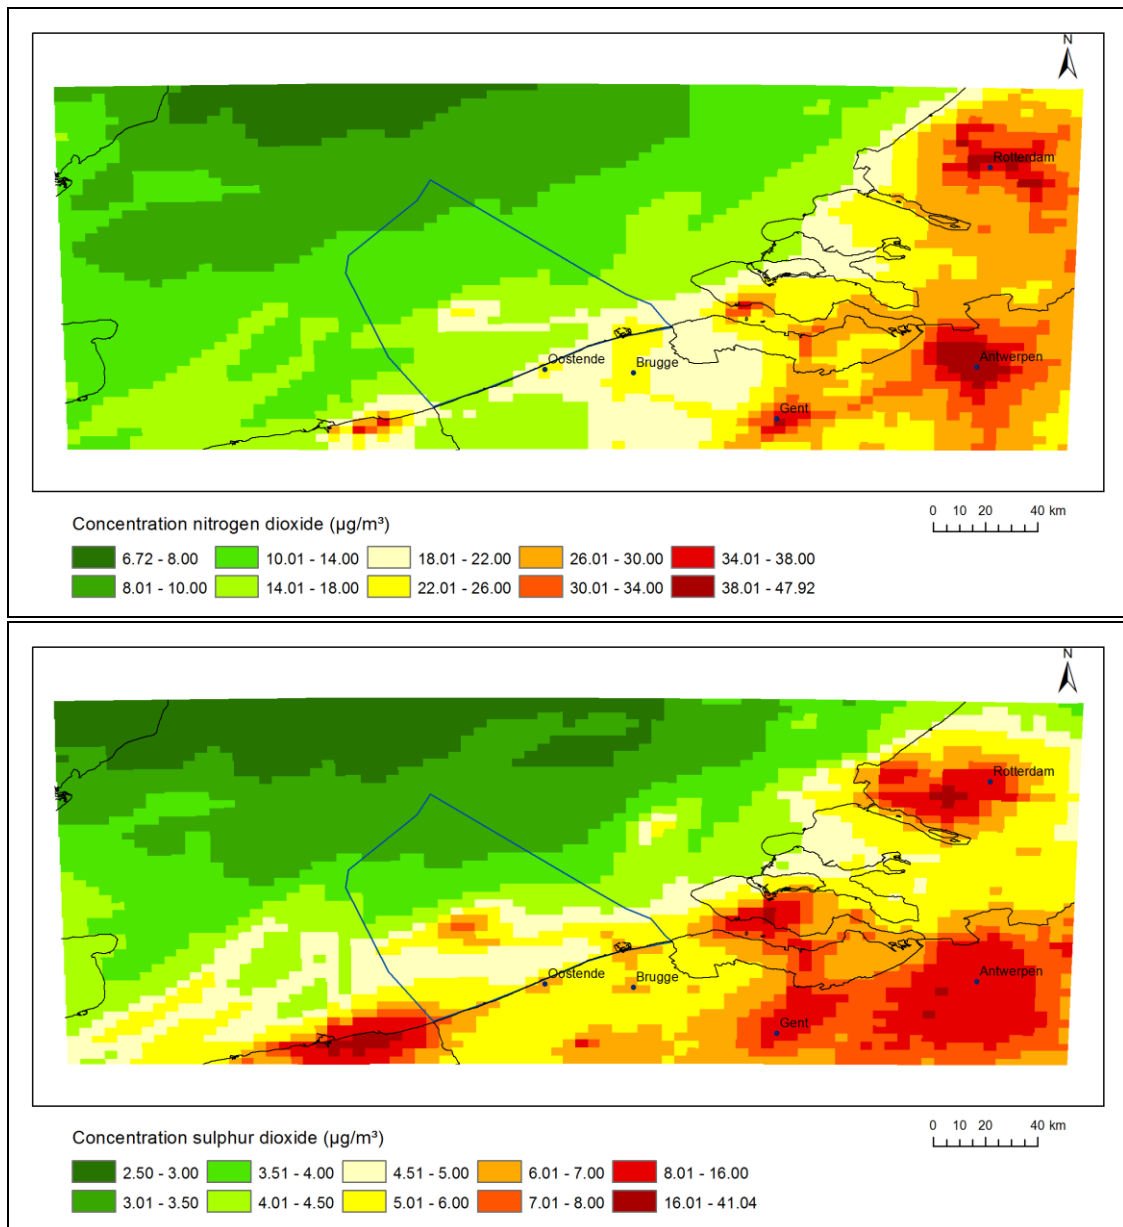 N
Rotterdam
Oostende
Brugge
Antwerpen
Gent
Concentration nitrogen dioxide (µg/m³)
0 10 20 40 km
6.72 - 8.00 10.01 - 14.00 18.01 - 22.00 26.01 - 30.00 34.01 - 38.00
8.01 - 10.00 14.01 - 18.00 22.01 - 26.00 30.01 - 34.00 38.01 - 47.92
N
Rotterdam
Oostende
Brugge
Antwerpen
Gent
Concentration sulphur dioxide (µg/m³)
0 10 20 40 km
2.50 - 3.00 3.51 - 4.00 4.51 - 5.00 6.01 - 7.00 8.01 - 16.00
3.01 - 3.50 4.01 - 4.50 5.01 - 6.00 7.01 - 8.00 16.01 - 41.04